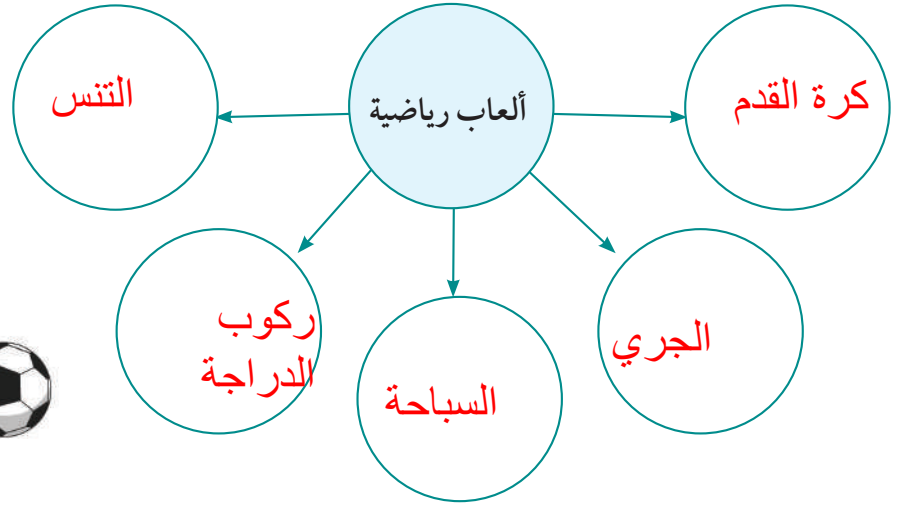 ألعاب رياضية
كرة القدم
التنس
الجري
السباحة
ركوب
الدراجة